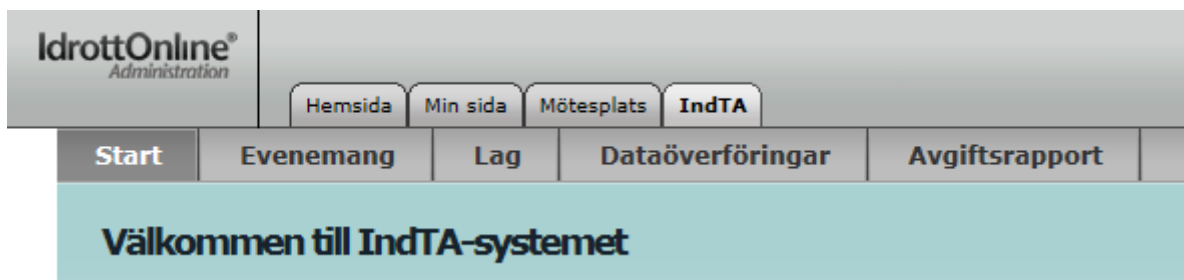 IdrottOnline®
Administration
Hemsida Min sida Mötesplats IndTA
Start Evenemang Lag Dataöverföringar Avgiftsrapport
Välkommen till IndTA-systemet